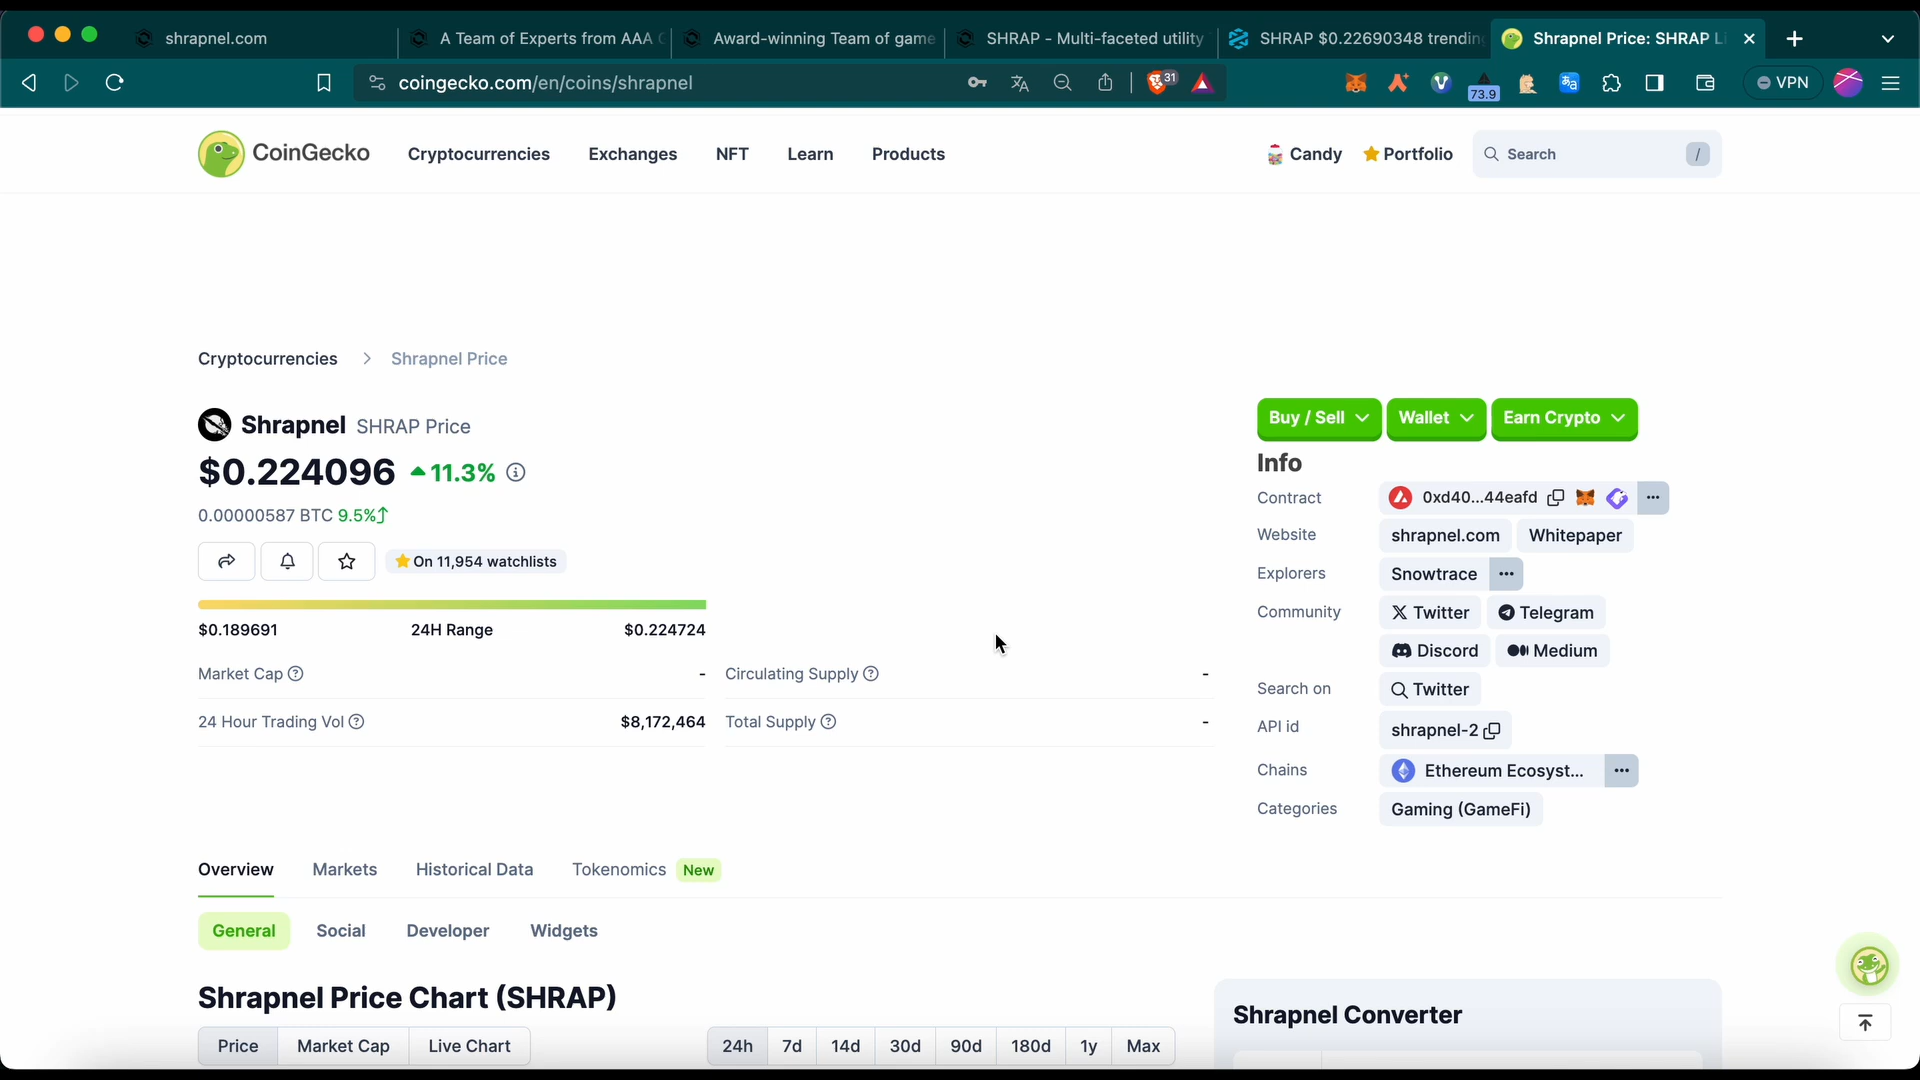 shrapnel.com
A Team of Experts from AAA
Award-winning Team of game
SHRAP - Multi-faceted utility
SHRAP $0.22690348 trending
Shrapnel Price: SHRAP Li
coingecko.com/en/coins/shrapnel
31
73.9
VPN
CoinGecko
Cryptocurrencies
Exchanges
NFT
Learn
Products
Candy
Portfolio
Search
/
Cryptocurrencies > Shrapnel Price
Shrapnel SHRAP Price
$0.224096 11.3%
0.00000587 BTC 9.5%
On 11,954 watchlists
$0.189691 24H Range $0.224724
Market Cap -
Circulating Supply -
24 Hour Trading Vol $8,172,464
Total Supply -
Buy / Sell
Wallet
Earn Crypto
Info
Contract 0xd40...44eafd ...
Website shrapnel.com Whitepaper
Explorers Snowtrace ...
Community Twitter Telegram
Discord Medium
Search on Twitter
API id shrapnel-2
Chains Ethereum Ecosyst... ...
Categories Gaming (GameFi)
Overview Markets Historical Data Tokenomics New
General Social Developer Widgets
Shrapnel Price Chart (SHRAP)
Price Market Cap Live Chart
24h 7d 14d 30d 90d 180d 1y Max
Shrapnel Converter